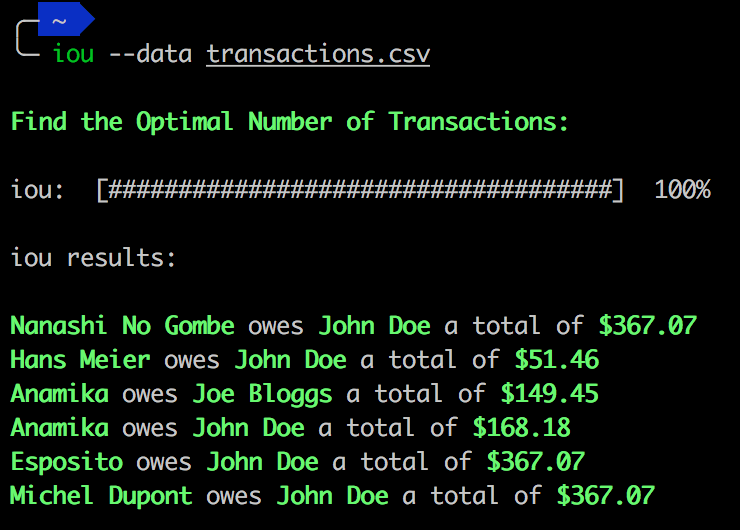 ~
iou --data transactions.csv
Find the Optimal Number of Transactions:
iou:  [####################################]  100%
iou results:
Nanashi No Gombe owes John Doe a total of $367.07
Hans Meier owes John Doe a total of $51.46
Anamika owes Joe Bloggs a total of $149.45
Anamika owes John Doe a total of $168.18
Esposito owes John Doe a total of $367.07
Michel Dupont owes John Doe a total of $367.07